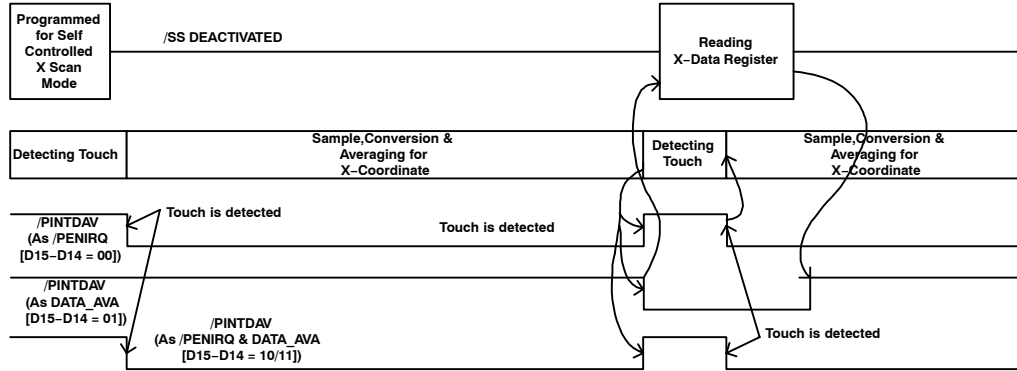 Programmed
for Self
Controlled
X Scan
Mode
/SS DEACTIVATED
Reading
X−Data Register
Detecting Touch
Sample,Conversion &
Averaging for
X−Coordinate
Detecting
Touch
Sample,Conversion &
Averaging for
X−Coordinate
/PINTDAV
(As /PENIRQ
[D15−D14 = 00])
Touch is detected
Touch is detected
/PINTDAV
(As DATA_AVA
[D15−D14 = 01])
/PINTDAV
(As /PENIRQ & DATA_AVA
[D15−D14 = 10/11])
Touch is detected